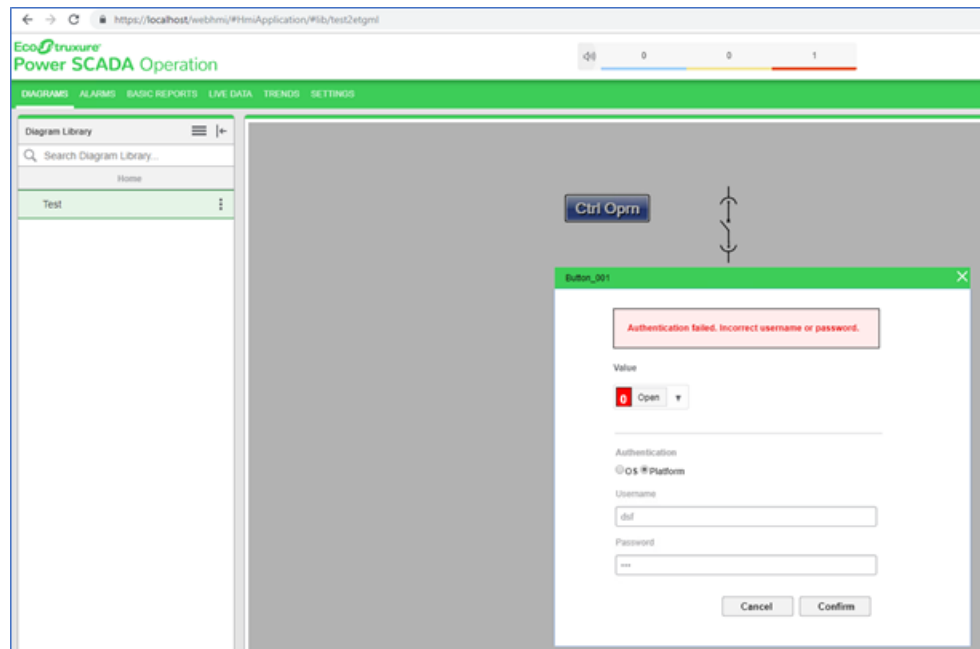 https://localhost/webhmi/#HmiApplication/#lib/test2etgml
EcoStruxure
Power SCADA Operation
0 0 1
DIAGRAMS ALARMS BASIC REPORTS LIVE DATA TRENDS SETTINGS
Diagram Library
Search Diagram Library...
Home
Test
Ctrl Oprn
Button_001
Authentication failed. Incorrect username or password.
Value
0 Open
Authentication
OS Platform
Username
dsf
Password
•••
Cancel Confirm